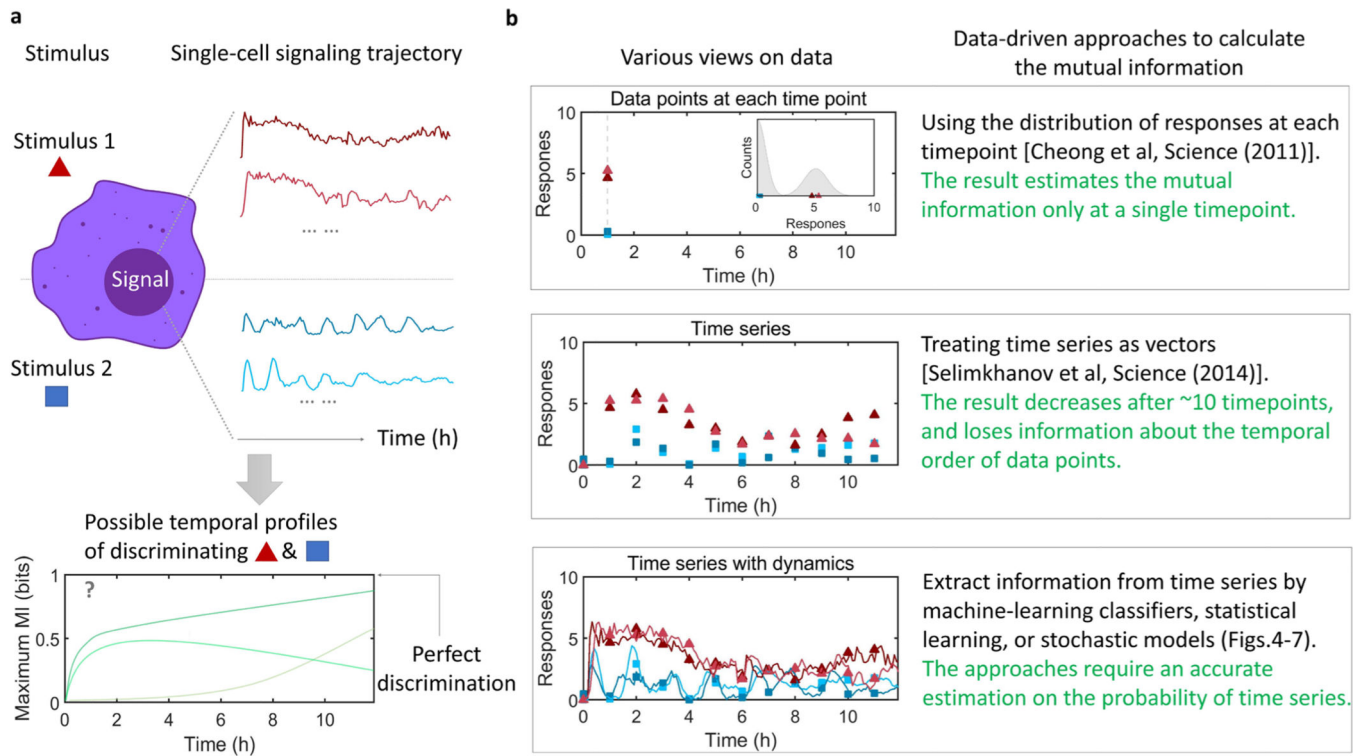 a
Stimulus
Single-cell signaling trajectory
Stimulus 1
... ...
Signal
Stimulus 2
... ...
Time (h)
Possible temporal profiles
of discriminating & 
?
Maximum MI (bits)
1
0.5
0
0 2 4 6 8 10
Time (h)
Perfect
discrimination
b
Various views on data
Data-driven approaches to calculate
the mutual information
Data points at each time point
Respones
10
5
0
0 2 4 6 8 10
Time (h)
Counts
0 5 10
Respones
Using the distribution of responses at each
timepoint [Cheong et al, Science (2011)].
The result estimates the mutual
information only at a single timepoint.
Time series
Respones
10
5
0
0 2 4 6 8 10
Time (h)
Treating time series as vectors
[Selimkhanov et al, Science (2014)].
The result decreases after ~10 timepoints,
and loses information about the temporal
order of data points.
Time series with dynamics
Responses
10
5
0
0 2 4 6 8 10
Time (h)
Extract information from time series by
machine-learning classifiers, statistical
learning, or stochastic models (Figs.4-7).
The approaches require an accurate
estimation on the probability of time series.